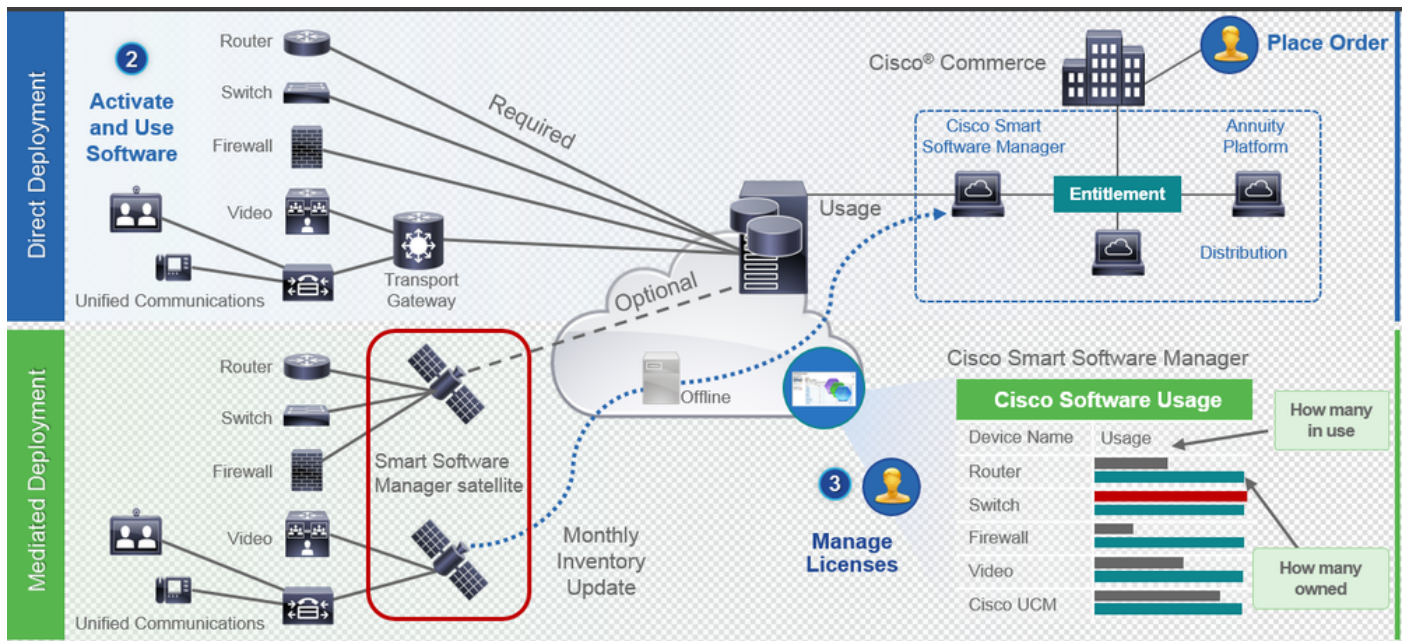 Direct Deployment
2
Activate
and Use
Software
Router
Switch
Firewall
Video
Unified Communications
Transport
Gateway
Required
Optional
Usage
Cisco® Commerce
Place Order
Cisco Smart
Software Manager
Annuity
Platform
Entitlement
Distribution
Mediated Deployment
Router
Switch
Firewall
Video
Unified Communications
Smart Software
Manager satellite
Offline
Monthly
Inventory
Update
3
Manage
Licenses
Cisco Smart Software Manager
Cisco Software Usage
Device Name Usage
Router
Switch
Firewall
Video
Cisco UCM
How many
in use
How many
owned